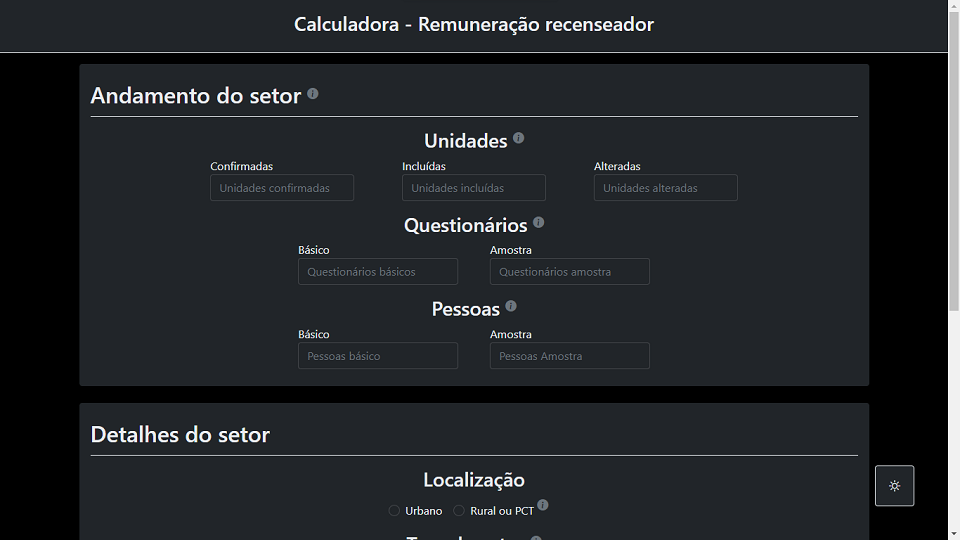 Calculadora - Remuneração recenseador
Andamento do setor
Unidades
Confirmadas Incluídas Alteradas
Unidades confirmadas Unidades incluídas Unidades alteradas
Questionários
Básico Amostra
Questionários básicos Questionários amostra
Pessoas
Básico Amostra
Pessoas básico Pessoas Amostra
Detalhes do setor
Localização
Urbano Rural ou PCT